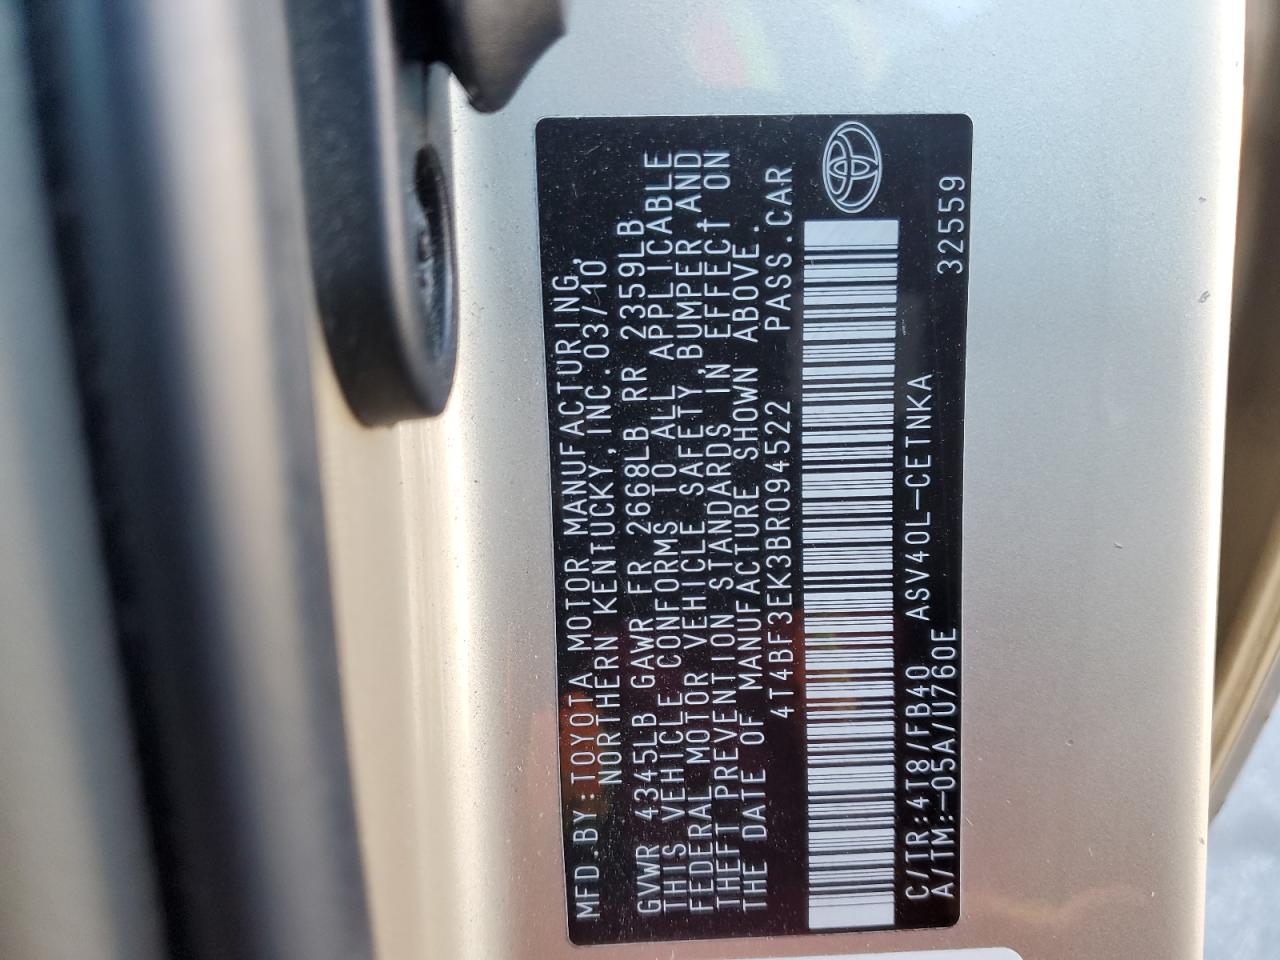 MFD.BY:TOYOTA MOTOR MANUFACTURING,
NORTHERN KENTUCKY,INC.03/10
GVWR 4345LB GAWR FR 2668LB RR 2359LB
THIS VEHICLE CONFORMS TO ALL APPLICABLE
FEDERAL MOTOR VEHICLE SAFETY,BUMPER,AND
THEFT PREVENTION STANDARDS IN EFFECT ON
THE DATE OF MANUFACTURE SHOWN ABOVE.
4T4BF3EK3BR094522 PASS.CAR
C/TR:4T8/FB40 ASV40L-CETNKA
A/TM:-05A/U760E 32559